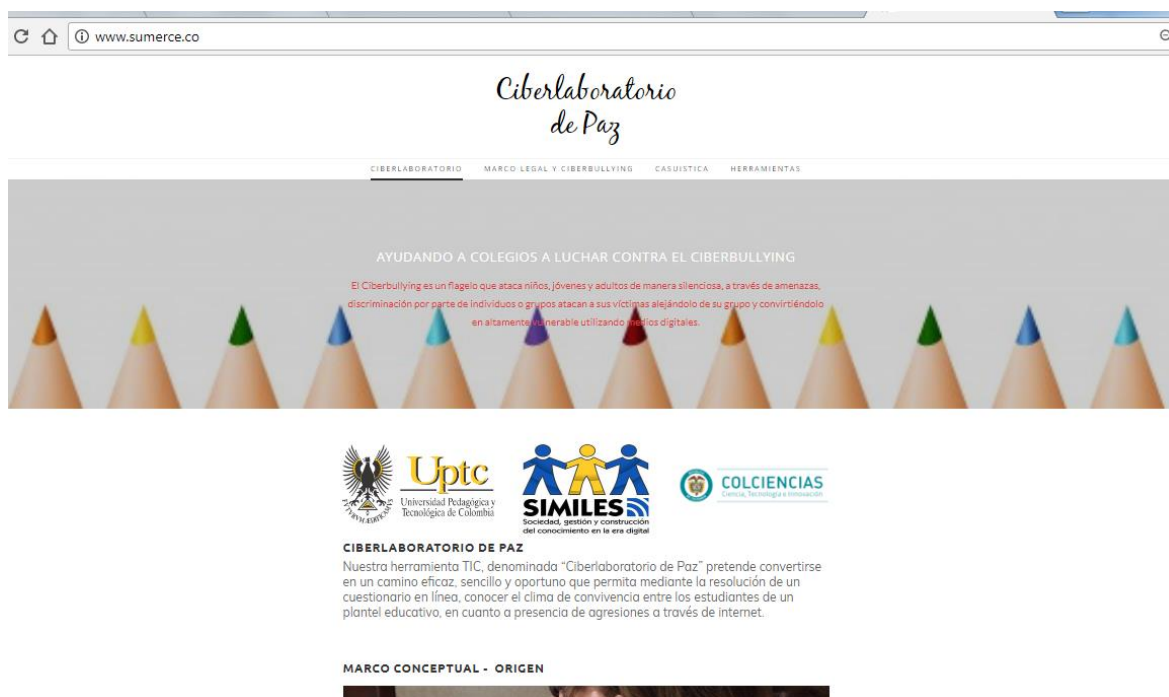 www.sumerce.co
Ciberlaboratorio
de Paz
CIBERLABORATORIO MARCO LEGAL Y CIBERBULLYING CASUISTICA HERRAMIENTAS
AYUDANDO A COLEGIOS A LUCHAR CONTRA EL CIBERBULLYING
El Ciberbullying es un flagelo que ataca niños, jóvenes y adultos de manera silenciosa, a través de amenazas,
discriminación por parte de individuos o grupos atacan a sus víctimas alejándolo de su grupo y convirtiéndolo
en altamente vulnerable utilizando medios digitales.
Uptc
Universidad Pedagógica y
Tecnológica de Colombia
SIMILES
Sociedad, gestión y construcción
del conocimiento en la era digital
COLCIENCIAS
Ciencia, Tecnología e Innovación
CIBERLABORATORIO DE PAZ
Nuestra herramienta TIC, denominada "Ciberlaboratorio de Paz" pretende convertirse
en un camino eficaz, sencillo y oportuno que permita mediante la resolución de un
cuestionario en línea, conocer el clima de convivencia entre los estudiantes de un
plantel educativo, en cuanto a presencia de agresiones a través de internet.
MARCO CONCEPTUAL - ORIGEN